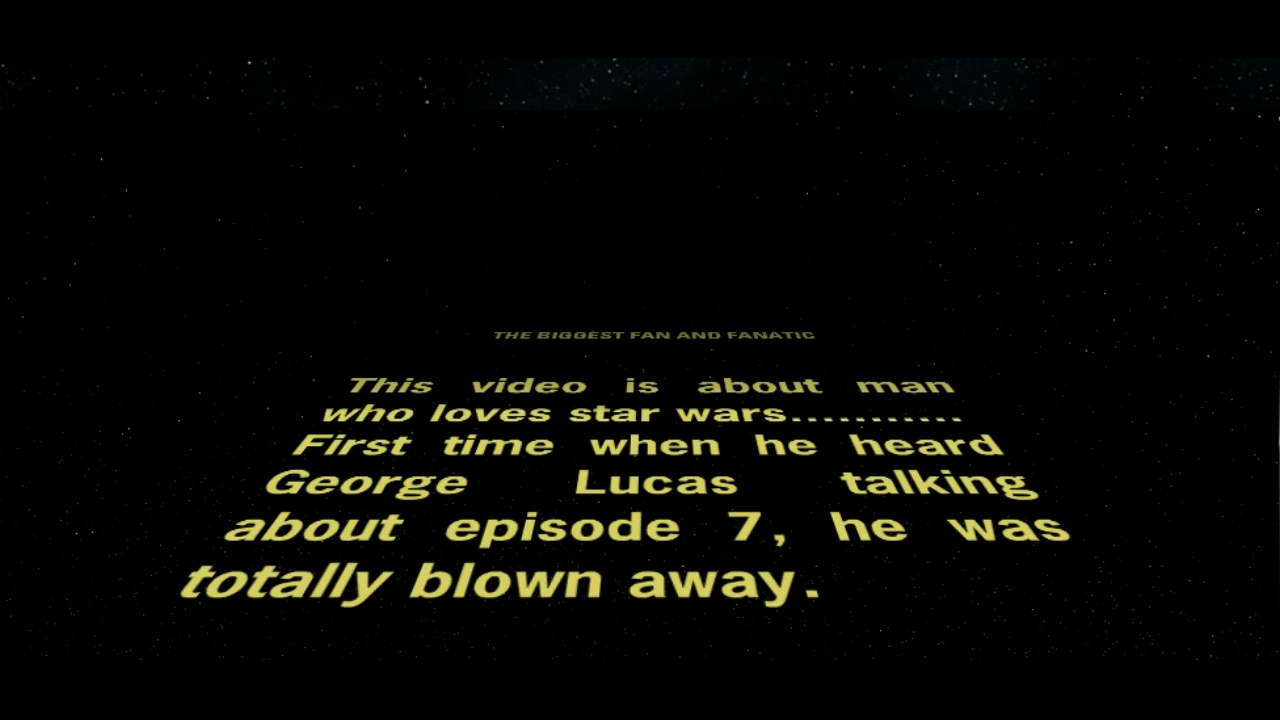 THE BIGGEST FAN AND FANATIC
This video is about man
who loves star wars...........
First time when he heard
George Lucas talking
about episode 7, he was
totally blown away.